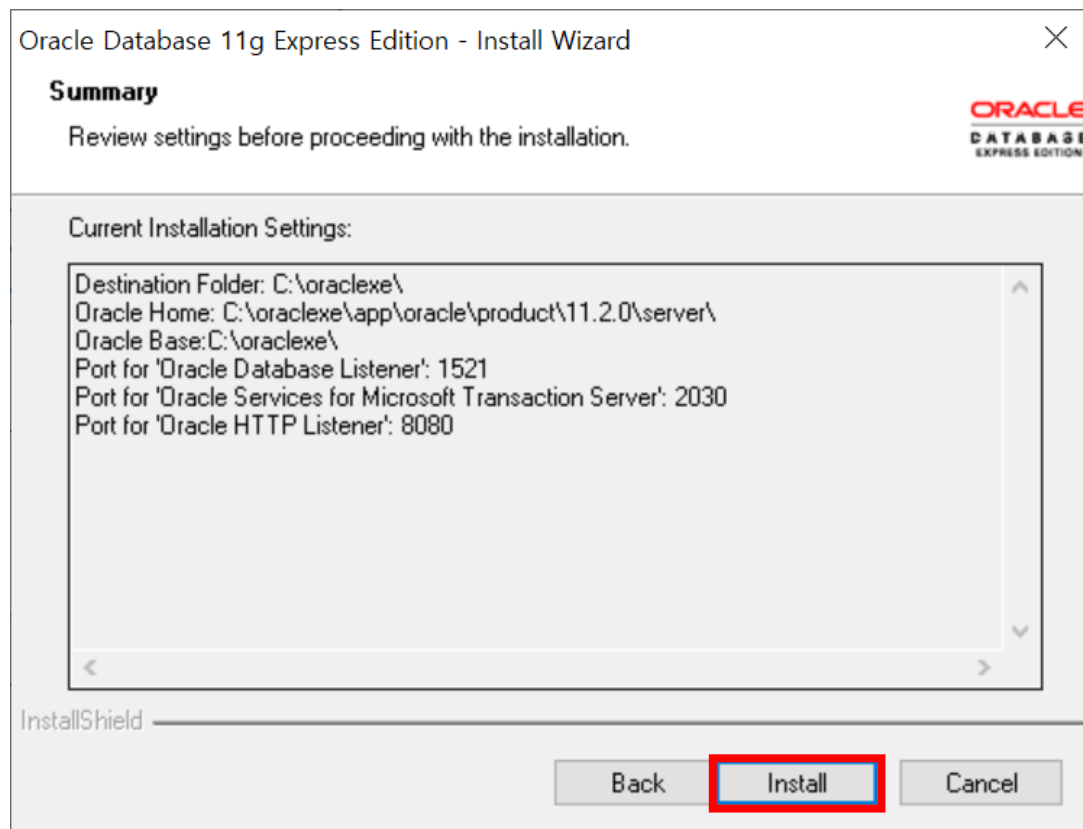 Oracle Database 11g Express Edition - Install Wizard
Summary
Review settings before proceeding with the installation.
ORACLE
DATABASE
EXPRESS EDITION
Current Installation Settings:
Destination Folder: C:\oraclexe\
Oracle Home: C:\oraclexe\app\oracle\product\11.2.0\server\
Oracle Base:C:\oraclexe\
Port for 'Oracle Database Listener': 1521
Port for 'Oracle Services for Microsoft Transaction Server': 2030
Port for 'Oracle HTTP Listener': 8080
InstallShield
Back Install Cancel